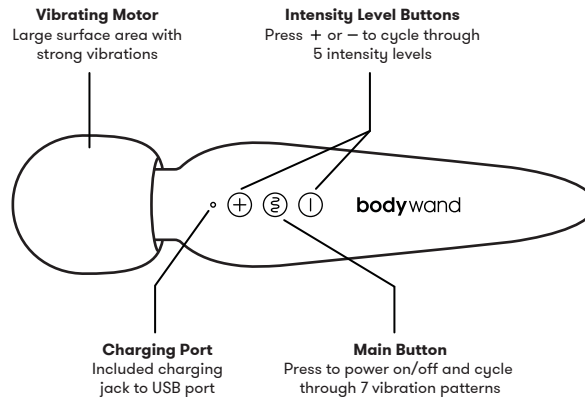 Vibrating Motor
Large surface area with
strong vibrations
Intensity Level Buttons
Press + or – to cycle through
5 intensity levels
bodywand
Charging Port
Included charging
jack to USB port
Main Button
Press to power on/off and cycle
through 7 vibration patterns